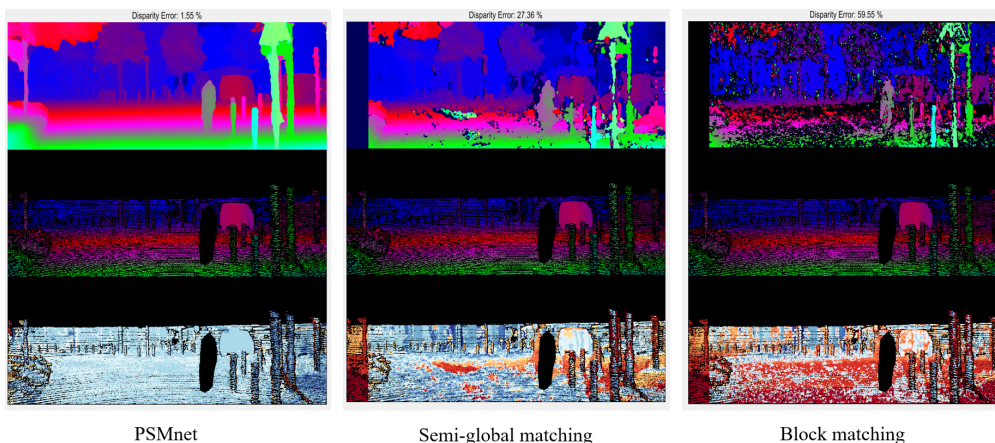 Disparity Error: 1.55 %
Disparity Error: 27.36 %
Disparity Error: 59.55 %
PSMnet
Semi-global matching
Block matching